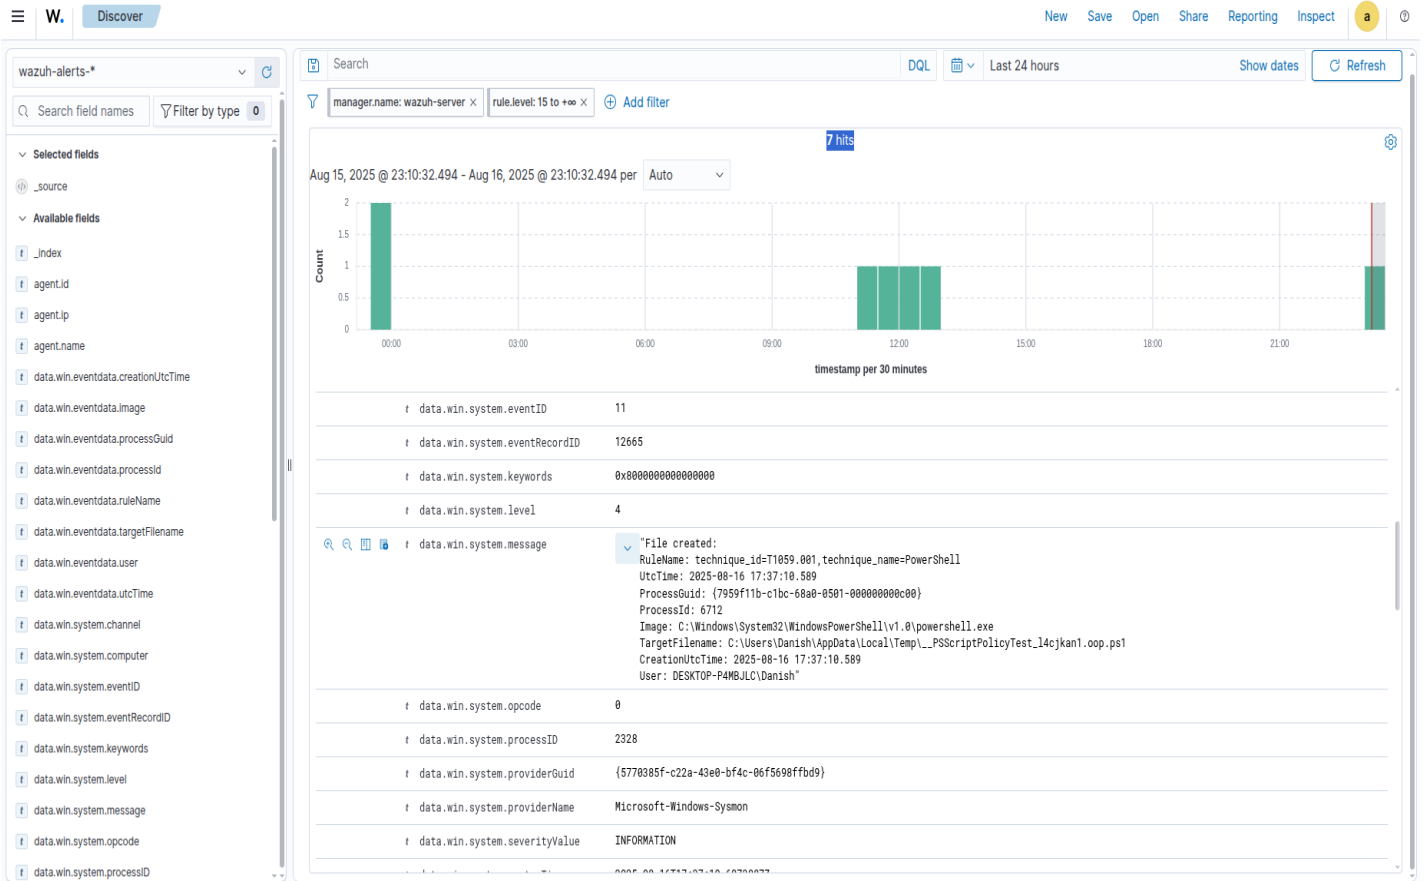 W. Discover New Save Open Share Reporting Inspect a
wazuh-alerts-*
Search DQL Last 24 hours Show dates Refresh
Search field names Filter by type 0
manager.name: wazuh-server × rule.level: 15 to +∞ × Add filter
Selected fields
_source
Available fields
_index
agent.id
agent.ip
agent.name
data.win.eventdata.creationUtcTime
data.win.eventdata.image
data.win.eventdata.processGuid
data.win.eventdata.processId
data.win.eventdata.ruleName
data.win.eventdata.targetFilename
data.win.eventdata.user
data.win.eventdata.utcTime
data.win.system.channel
data.win.system.computer
data.win.system.eventID
data.win.system.eventRecordID
data.win.system.keywords
data.win.system.level
data.win.system.message
data.win.system.opcode
data.win.system.processID
7 hits
Aug 15, 2025 @ 23:10:32.494 - Aug 16, 2025 @ 23:10:32.494 per Auto
Count
2
1.5
1
0.5
0
00:00 03:00 06:00 09:00 12:00 15:00 18:00 21:00
timestamp per 30 minutes
t data.win.system.eventID 11
t data.win.system.eventRecordID 12665
t data.win.system.keywords 0x8000000000000000
t data.win.system.level 4
t data.win.system.message "File created:
RuleName: technique_id=T1059.001,technique_name=PowerShell
UtcTime: 2025-08-16 17:37:10.589
ProcessGuid: {7959f11b-c1bc-68a0-0501-000000000c00}
ProcessId: 6712
Image: C:\Windows\System32\WindowsPowerShell\v1.0\powershell.exe
TargetFilename: C:\Users\Danish\AppData\Local\Temp\__PSScriptPolicyTest_l4cjkan1.oop.ps1
CreationUtcTime: 2025-08-16 17:37:10.589
User: DESKTOP-P4MBJLC\Danish"
t data.win.system.opcode 0
t data.win.system.processID 2328
t data.win.system.providerGuid {5770385f-c22a-43e0-bf4c-06f5698ffbd9}
t data.win.system.providerName Microsoft-Windows-Sysmon
t data.win.system.severityValue INFORMATION